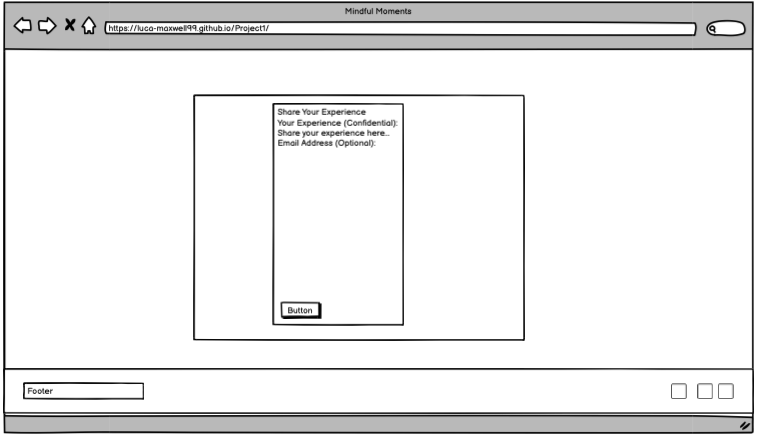 Mindful Moments
https://luca-maxwell99.github.io/Project1/
Share Your Experience
Your Experience (Confidential):
Share your experience here...
Email Address (Optional):
Button
Footer